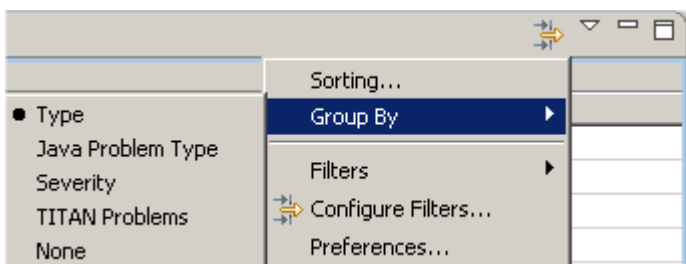 Sorting...
Group By
Filters
Configure Filters...
Preferences...
Type
Java Problem Type
Severity
TITAN Problems
None